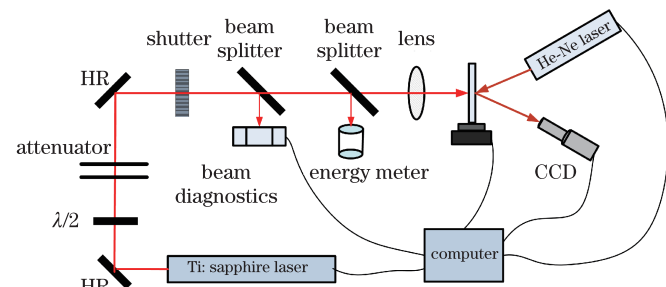 beam
splitter
beam
splitter
lens
He-Ne laser
shutter
HR
attenuator
beam
diagnostics
energy meter
CCD
λ/2
computer
Ti: sapphire laser
HR